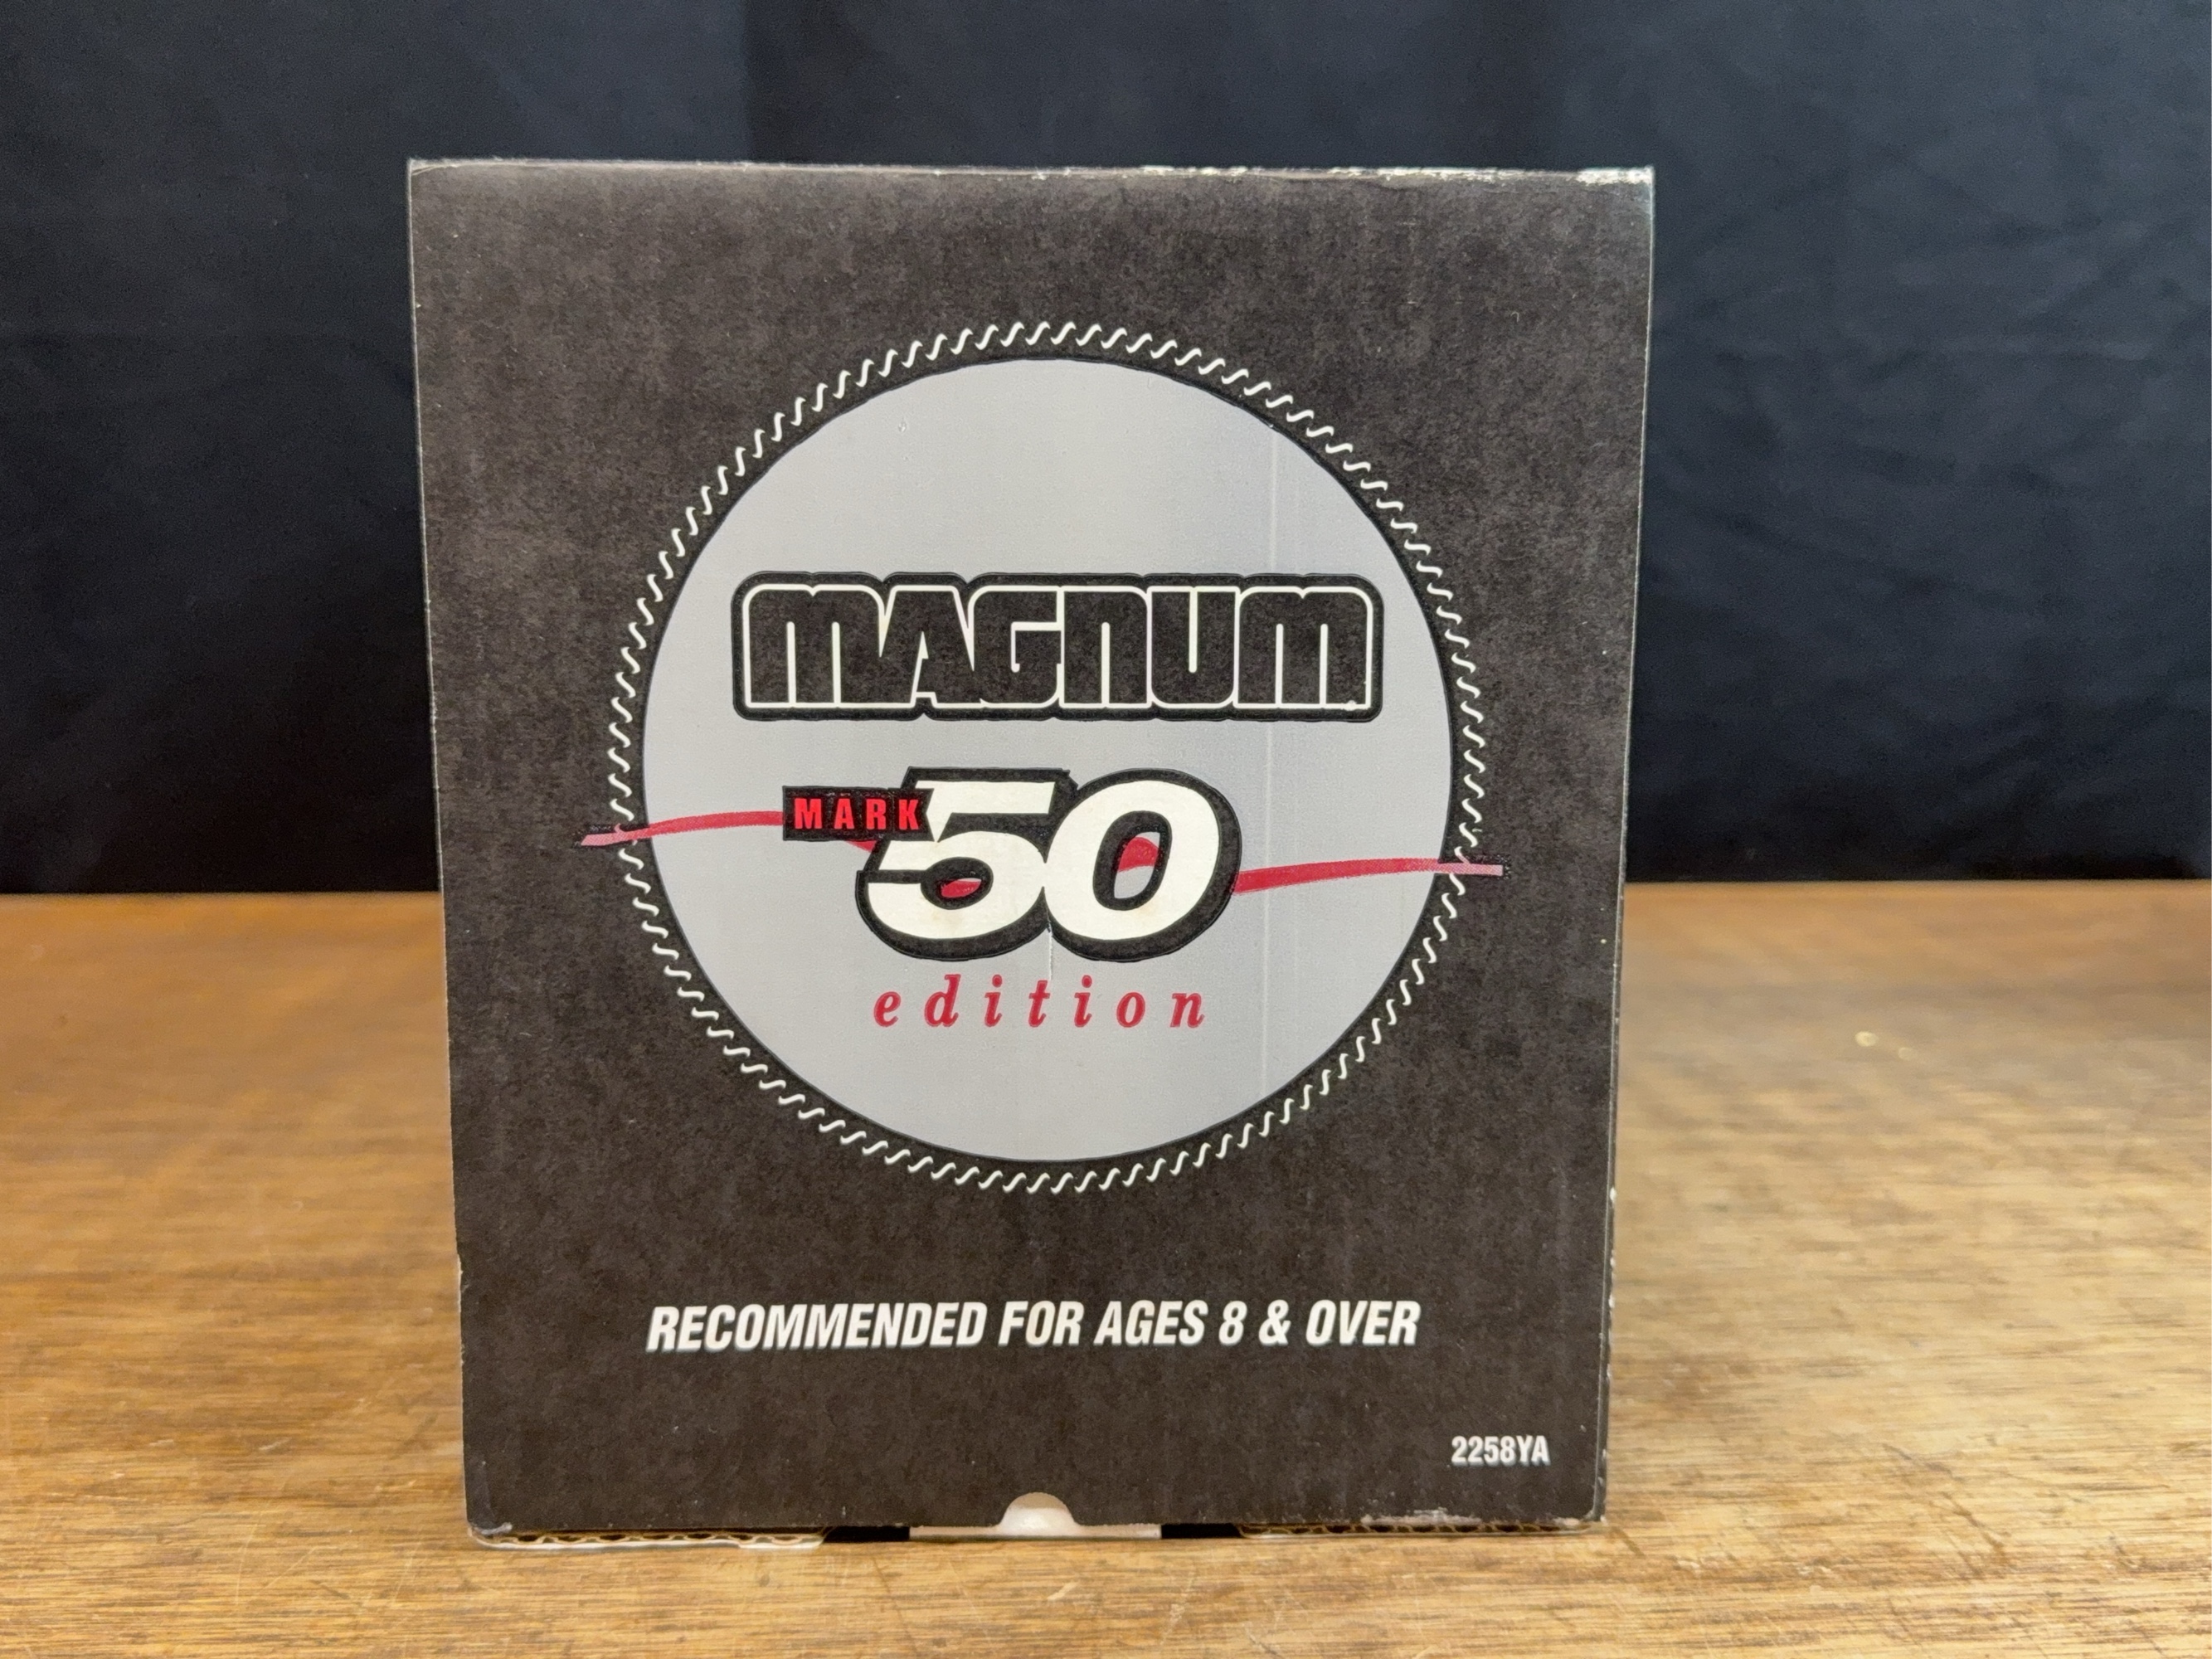 MAGNUM
MARK 50
edition
RECOMMENDED FOR AGES 8 & OVER
2258YA